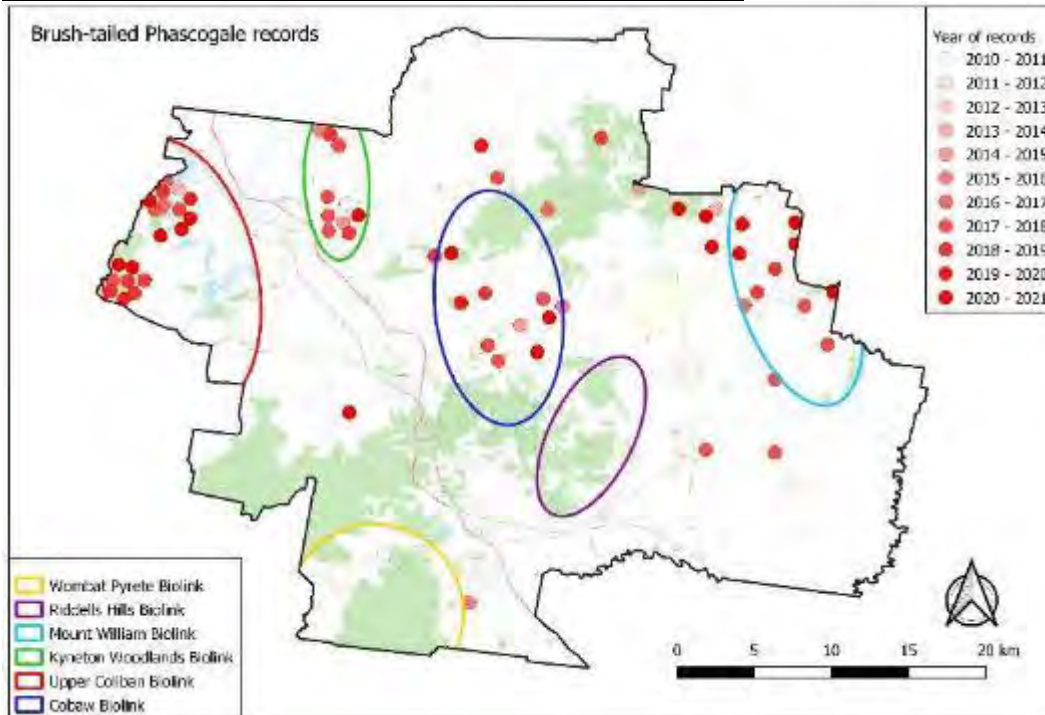 Brush-tailed Phascogale records
Year of records
2010 - 2011
2011 - 2012
2012 - 2013
2013 - 2014
2014 - 2015
2015 - 2016
2016 - 2017
2017 - 2018
2018 - 2019
2019 - 2020
2020 - 2021
Wombat Pyrete Biolink
Riddells Hills Biolink
Mount William Biolink
Kyneton Woodlands Biolink
Upper Coliban Biolink
Cobaw Biolink
0 5 10 15 20 km